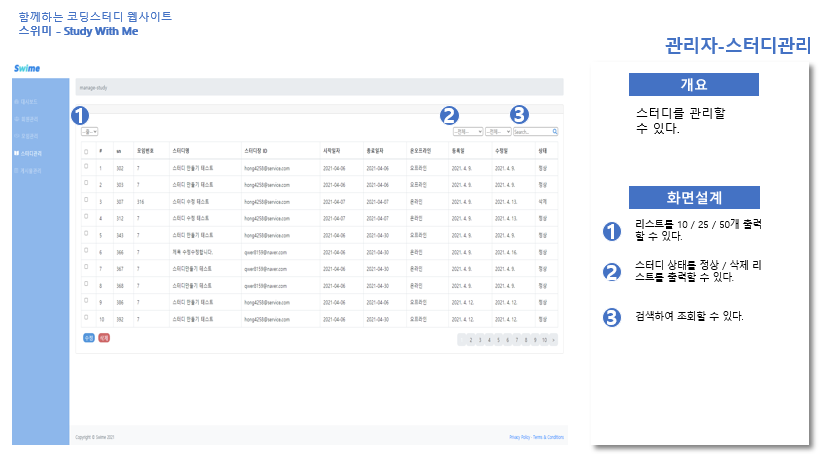 함께하는 코딩스터디 웹사이트
스위미 - Study With Me
관리자-스터디관리
Swime
대시보드
회원관리
모임관리
스터디관리
게시물관리
manage-study
1
2
3
--전체--
--전체--
Search...
# sn 모임번호 스터디명 스터디장 ID 시작일자 종료일자 온오프라인 등록일 수정일 상태
1 302 7 스터디 만들기 테스트 hong4258@service.com 2021-04-06 2021-04-06 오프라인 2021. 4. 9. 2021. 4. 9. 정상
2 303 7 스터디 만들기 테스트 hong4258@service.com 2021-04-06 2021-04-06 오프라인 2021. 4. 9. 2021. 4. 9. 정상
3 307 316 스터디 수정 테스트 hong4258@service.com 2021-04-07 2021-04-07 온라인 2021. 4. 9. 2021. 4. 13. 삭제
4 312 7 스터디 수정 테스트 hong4258@service.com 2021-04-07 2021-04-07 온라인 2021. 4. 9. 2021. 4. 13. 정상
5 343 7 스터디 만들기 테스트 hong4258@service.com 2021-04-06 2021-04-30 오프라인 2021. 4. 9. 2021. 4. 9. 정상
6 366 7 제목 수정수정합니다. qwer8159@naver.com 2021-04-06 2021-04-30 온라인 2021. 4. 9. 2021. 4. 16. 정상
7 367 7 스터디만들기 테스트 qwer8159@naver.com 2021-04-06 2021-04-30 온라인 2021. 4. 9. 2021. 4. 9. 정상
8 368 7 스터디만들기 테스트 qwer8159@naver.com 2021-04-06 2021-04-30 온라인 2021. 4. 9. 2021. 4. 9. 정상
9 386 7 스터디 만들기 테스트 hong4258@service.com 2021-04-06 2021-04-30 오프라인 2021. 4. 12. 2021. 4. 12. 정상
10 392 7 스터디 만들기 테스트 hong4258@service.com 2021-04-06 2021-04-30 오프라인 2021. 4. 12. 2021. 4. 12. 정상
수정 삭제
2 3 4 5 6 7 8 9 10 »
Copyright © Swime 2021
Privacy Policy · Terms & Conditions
개요
스터디를 관리할
수 있다.
화면설계
1 리스트를 10 / 25 / 50개 출력
할 수 있다.
2 스터디 상태를 정상 / 삭제 리
스트를 출력할 수 있다.
3 검색하여 조회할 수 있다.